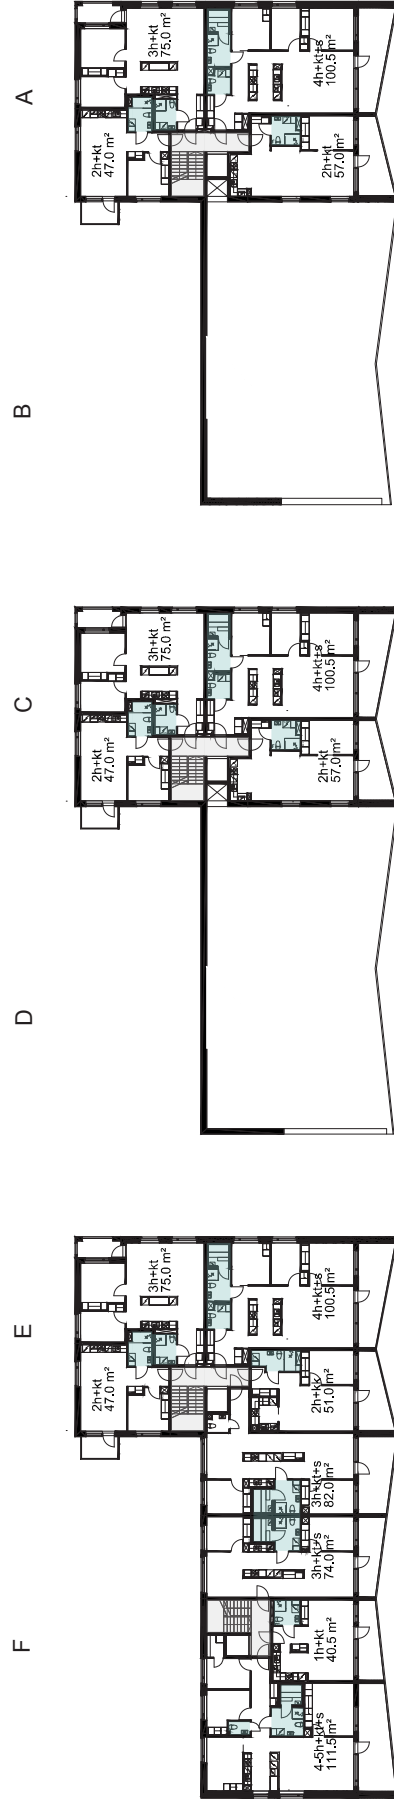 A
3h+kt
75.0 m²
4h+kt+s
100.5 m²
2h+kt
47.0 m²
2h+kt
57.0 m²
B
C
3h+kt
75.0 m²
4h+kt+s
100.5 m²
2h+kt
47.0 m²
2h+kt
57.0 m²
D
E
3h+kt
75.0 m²
4h+kt+s
100.5 m²
2h+kt
47.0 m²
2h+kk
51.0 m²
3h+kt+s
82.0 m²
3h+kt+s
74.0 m²
F
1h+kt
40.5 m²
4-5h+kt+s
111.5 m²